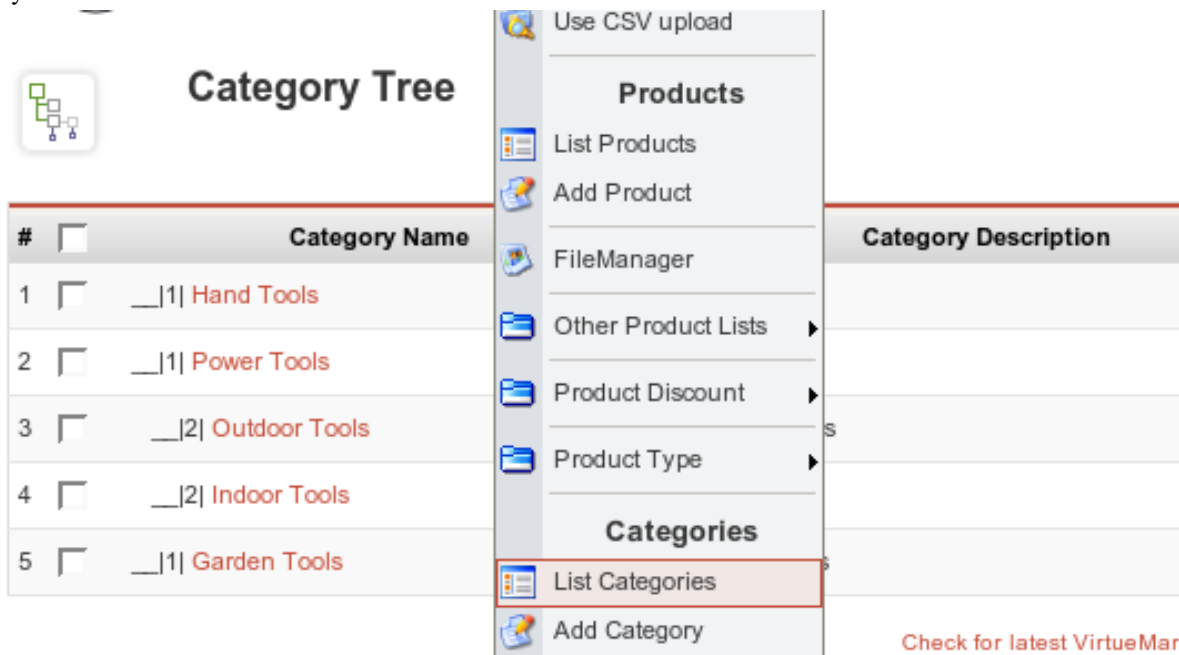 Use CSV upload
Category Tree
Products
List Products
Add Product
# Category Name
Category Description
FileManager
1 __|1| Hand Tools
Other Product Lists
2 __|1| Power Tools
Product Discount
3 __|2| Outdoor Tools
s
Product Type
4 __|2| Indoor Tools
Categories
5 __|1| Garden Tools
List Categories
Add Category
Check for latest VirtueMar